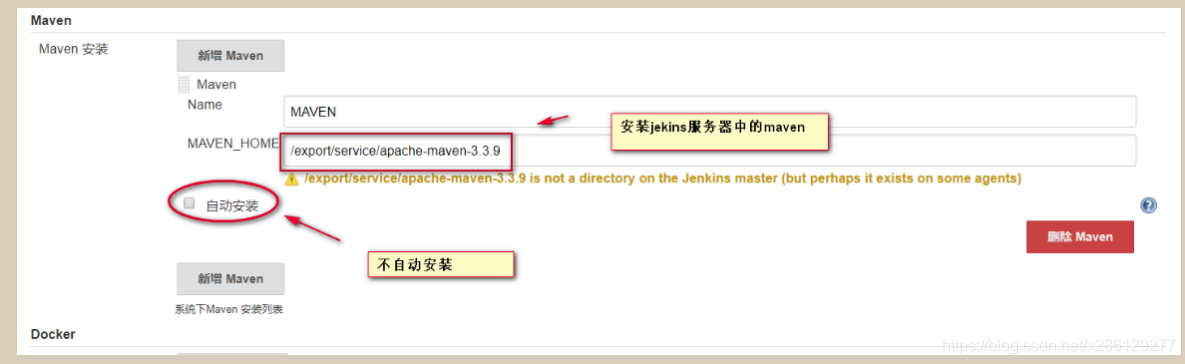 Maven
Maven 安装
新增 Maven
Maven
Name
MAVEN
安装jekins服务器中的maven
MAVEN_HOME
/export/service/apache-maven-3.3.9
/export/service/apache-maven-3.3.9 is not a directory on the Jenkins master (but perhaps it exists on some agents)
自动安装
删除 Maven
不自动安装
新增 Maven
系统下Maven 安装列表
Docker
https://blog.csdn.net/x286129277